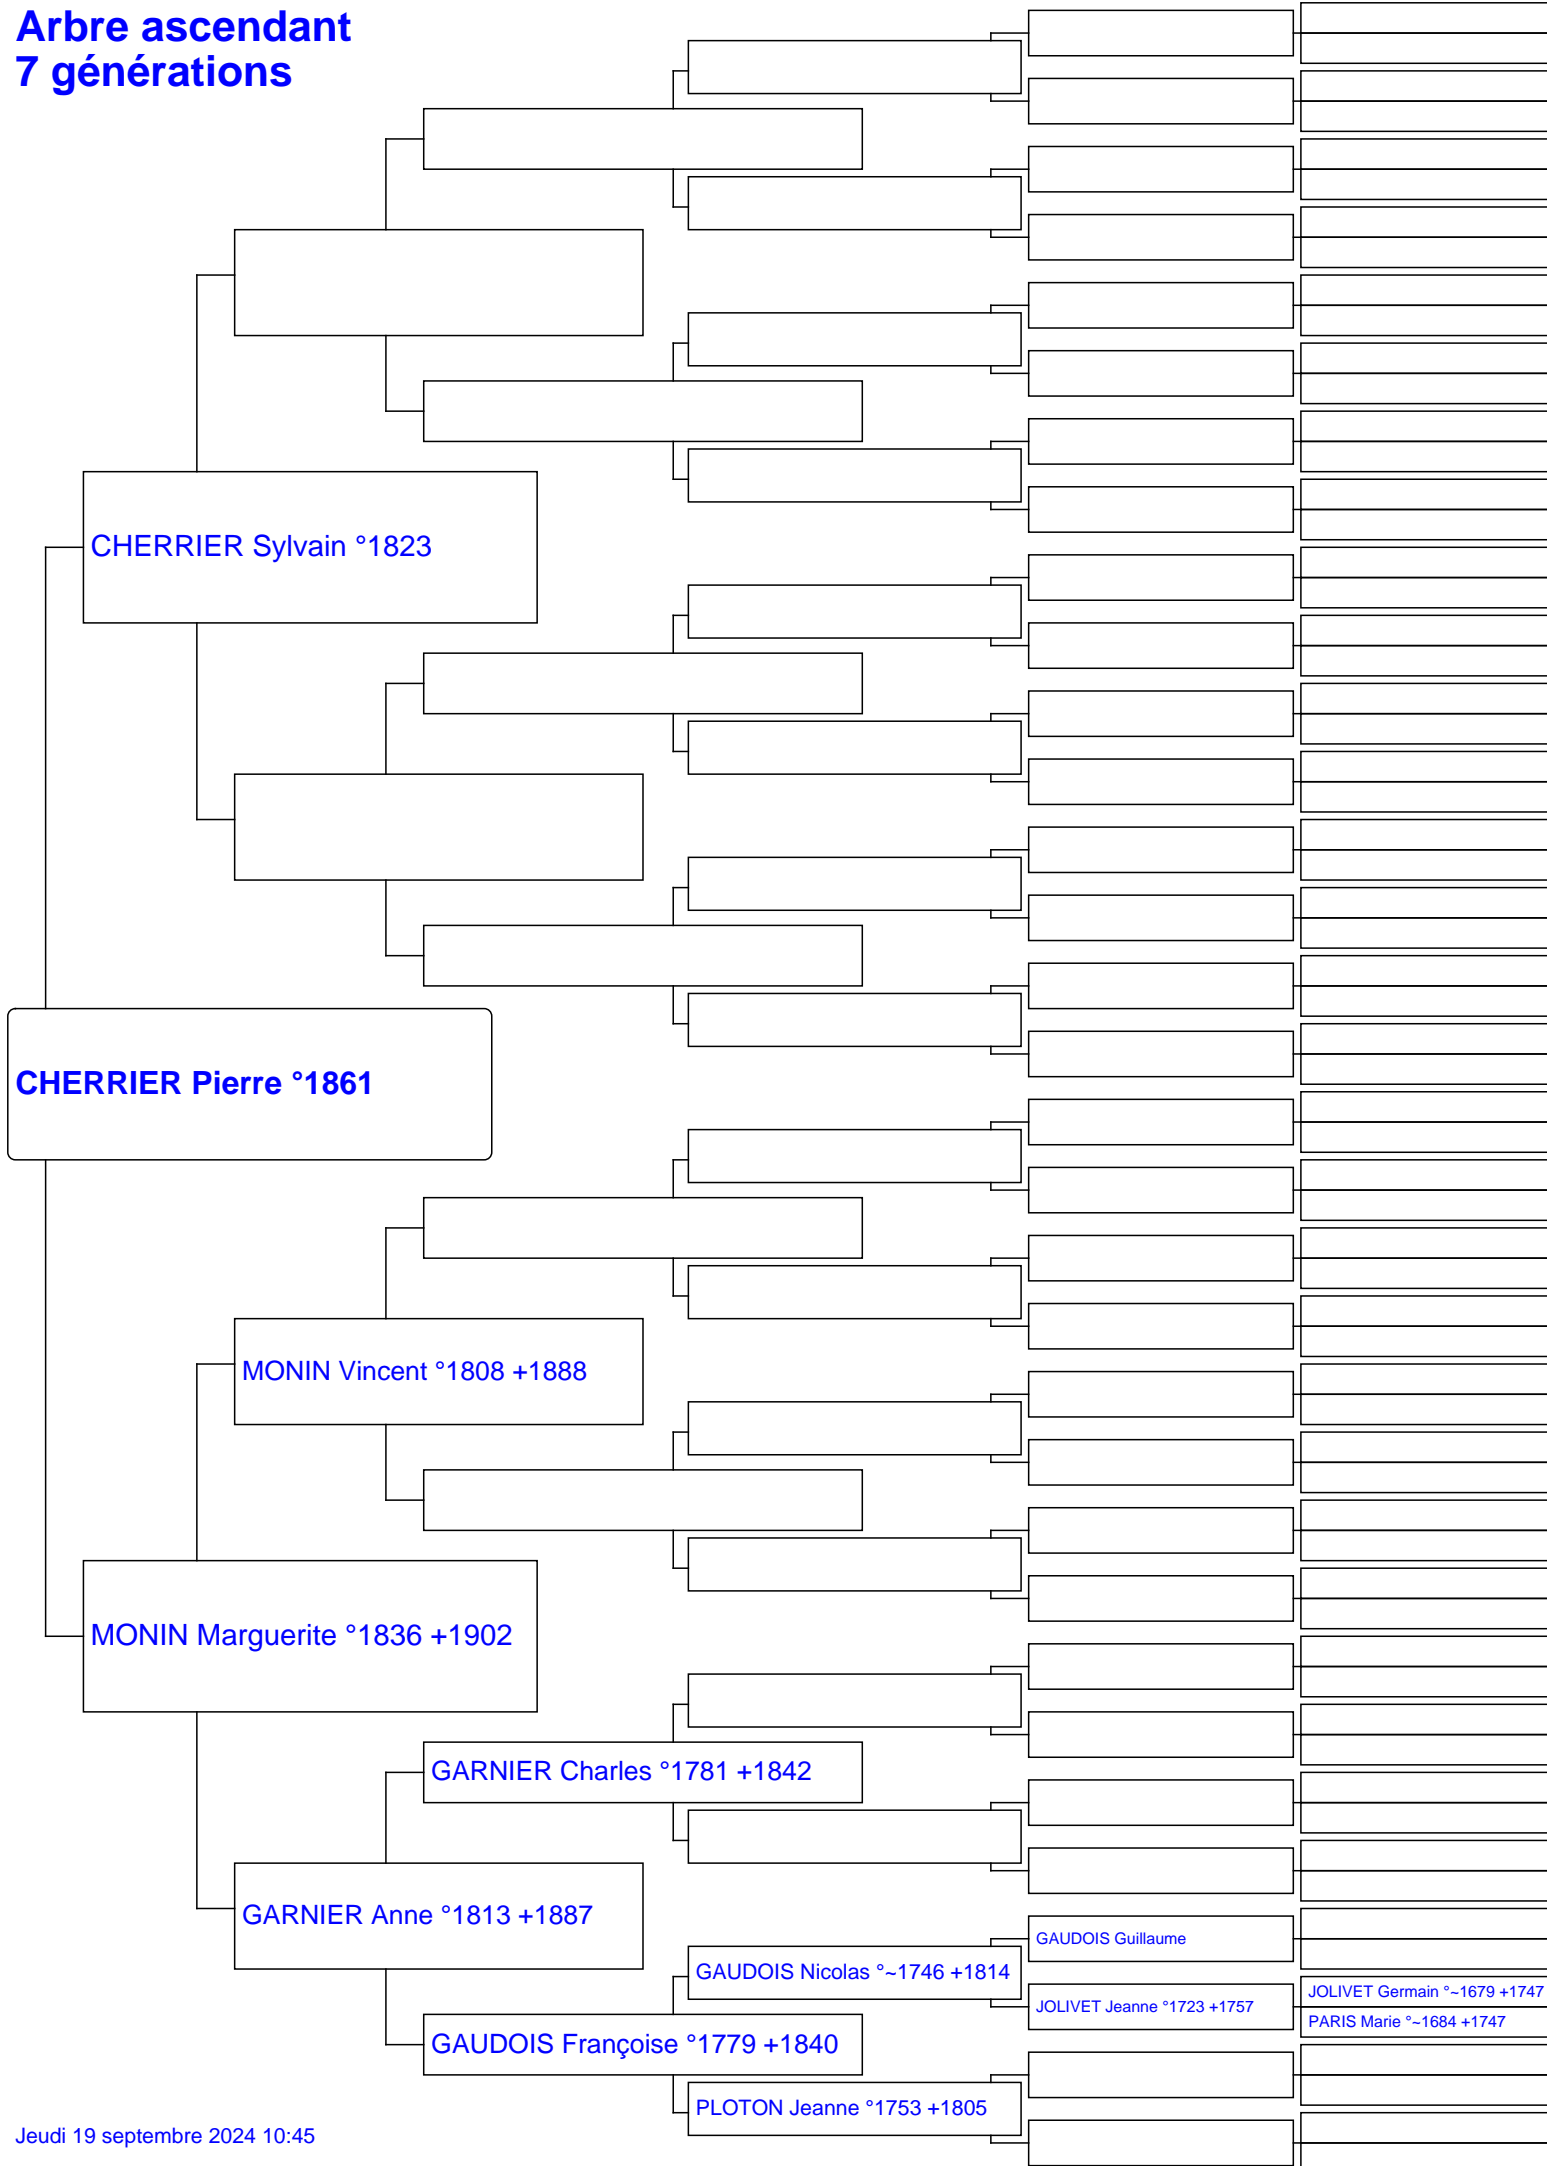 Arbre ascendant
7 générations
CHERRIER Sylvain °1823
CHERRIER Pierre °1861
MONIN Vincent °1808 +1888
MONIN Marguerite °1836 +1902
GARNIER Charles °1781 +1842
GARNIER Anne °1813 +1887
GAUDOIS Guillaume
GAUDOIS Nicolas °~1746 +1814
JOLIVET Germain °~1679 +1747
JOLIVET Jeanne °1723 +1757
PARIS Marie °~1684 +1747
GAUDOIS Françoise °1779 +1840
PLOTON Jeanne °1753 +1805
Jeudi 19 septembre 2024 10:45